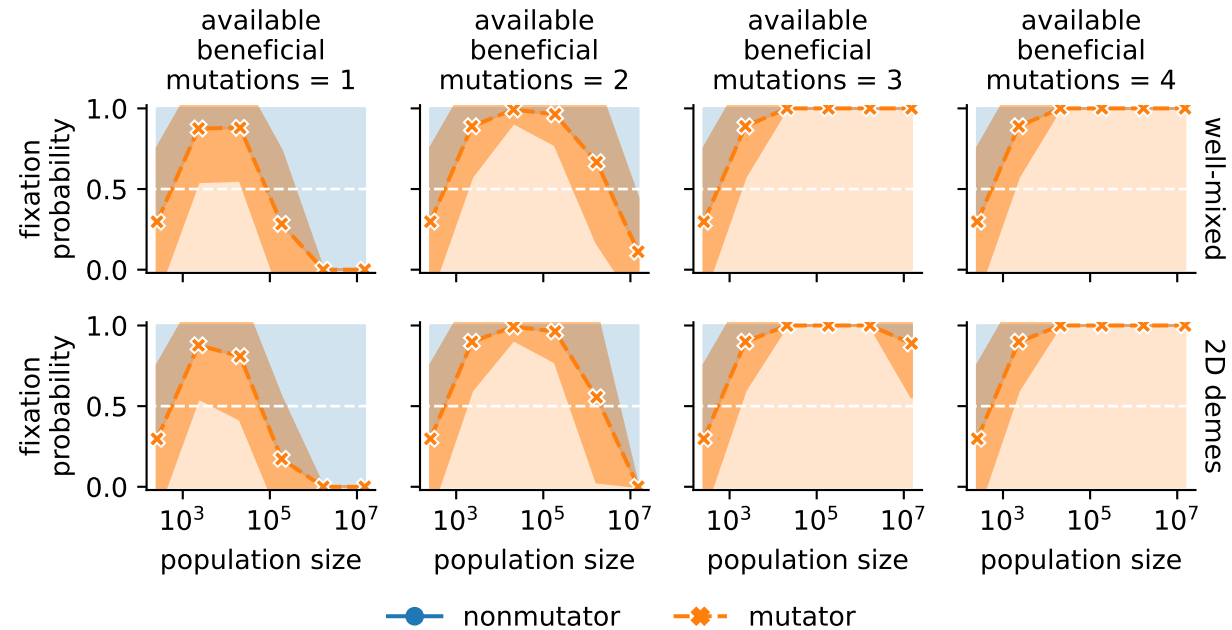 available
beneficial
mutations = 1
available
beneficial
mutations = 2
available
beneficial
mutations = 3
available
beneficial
mutations = 4
fixation
probability
1.0
0.5
0.0
well-mixed
fixation
probability
1.0
0.5
0.0
2D demes
10³ 10⁵ 10⁷
10³ 10⁵ 10⁷
10³ 10⁵ 10⁷
10³ 10⁵ 10⁷
population size
population size
population size
population size
nonmutator
mutator